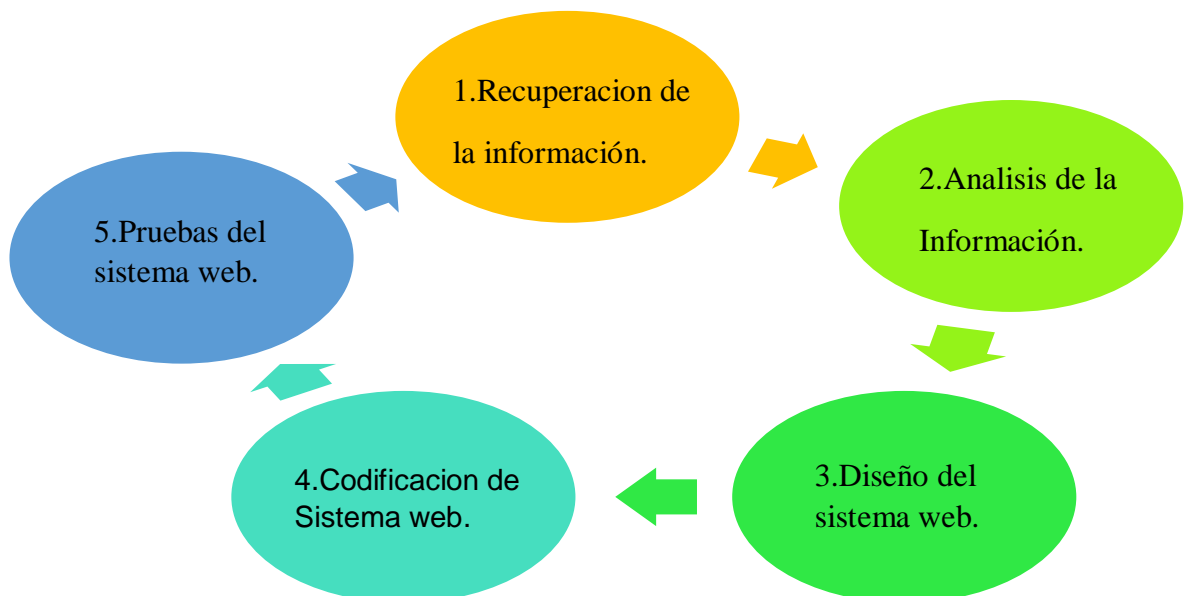 1.Recuperacion de
la información.
2.Analisis de la
Información.
3.Diseño del
sistema web.
4.Codificacion de
Sistema web.
5.Pruebas del
sistema web.